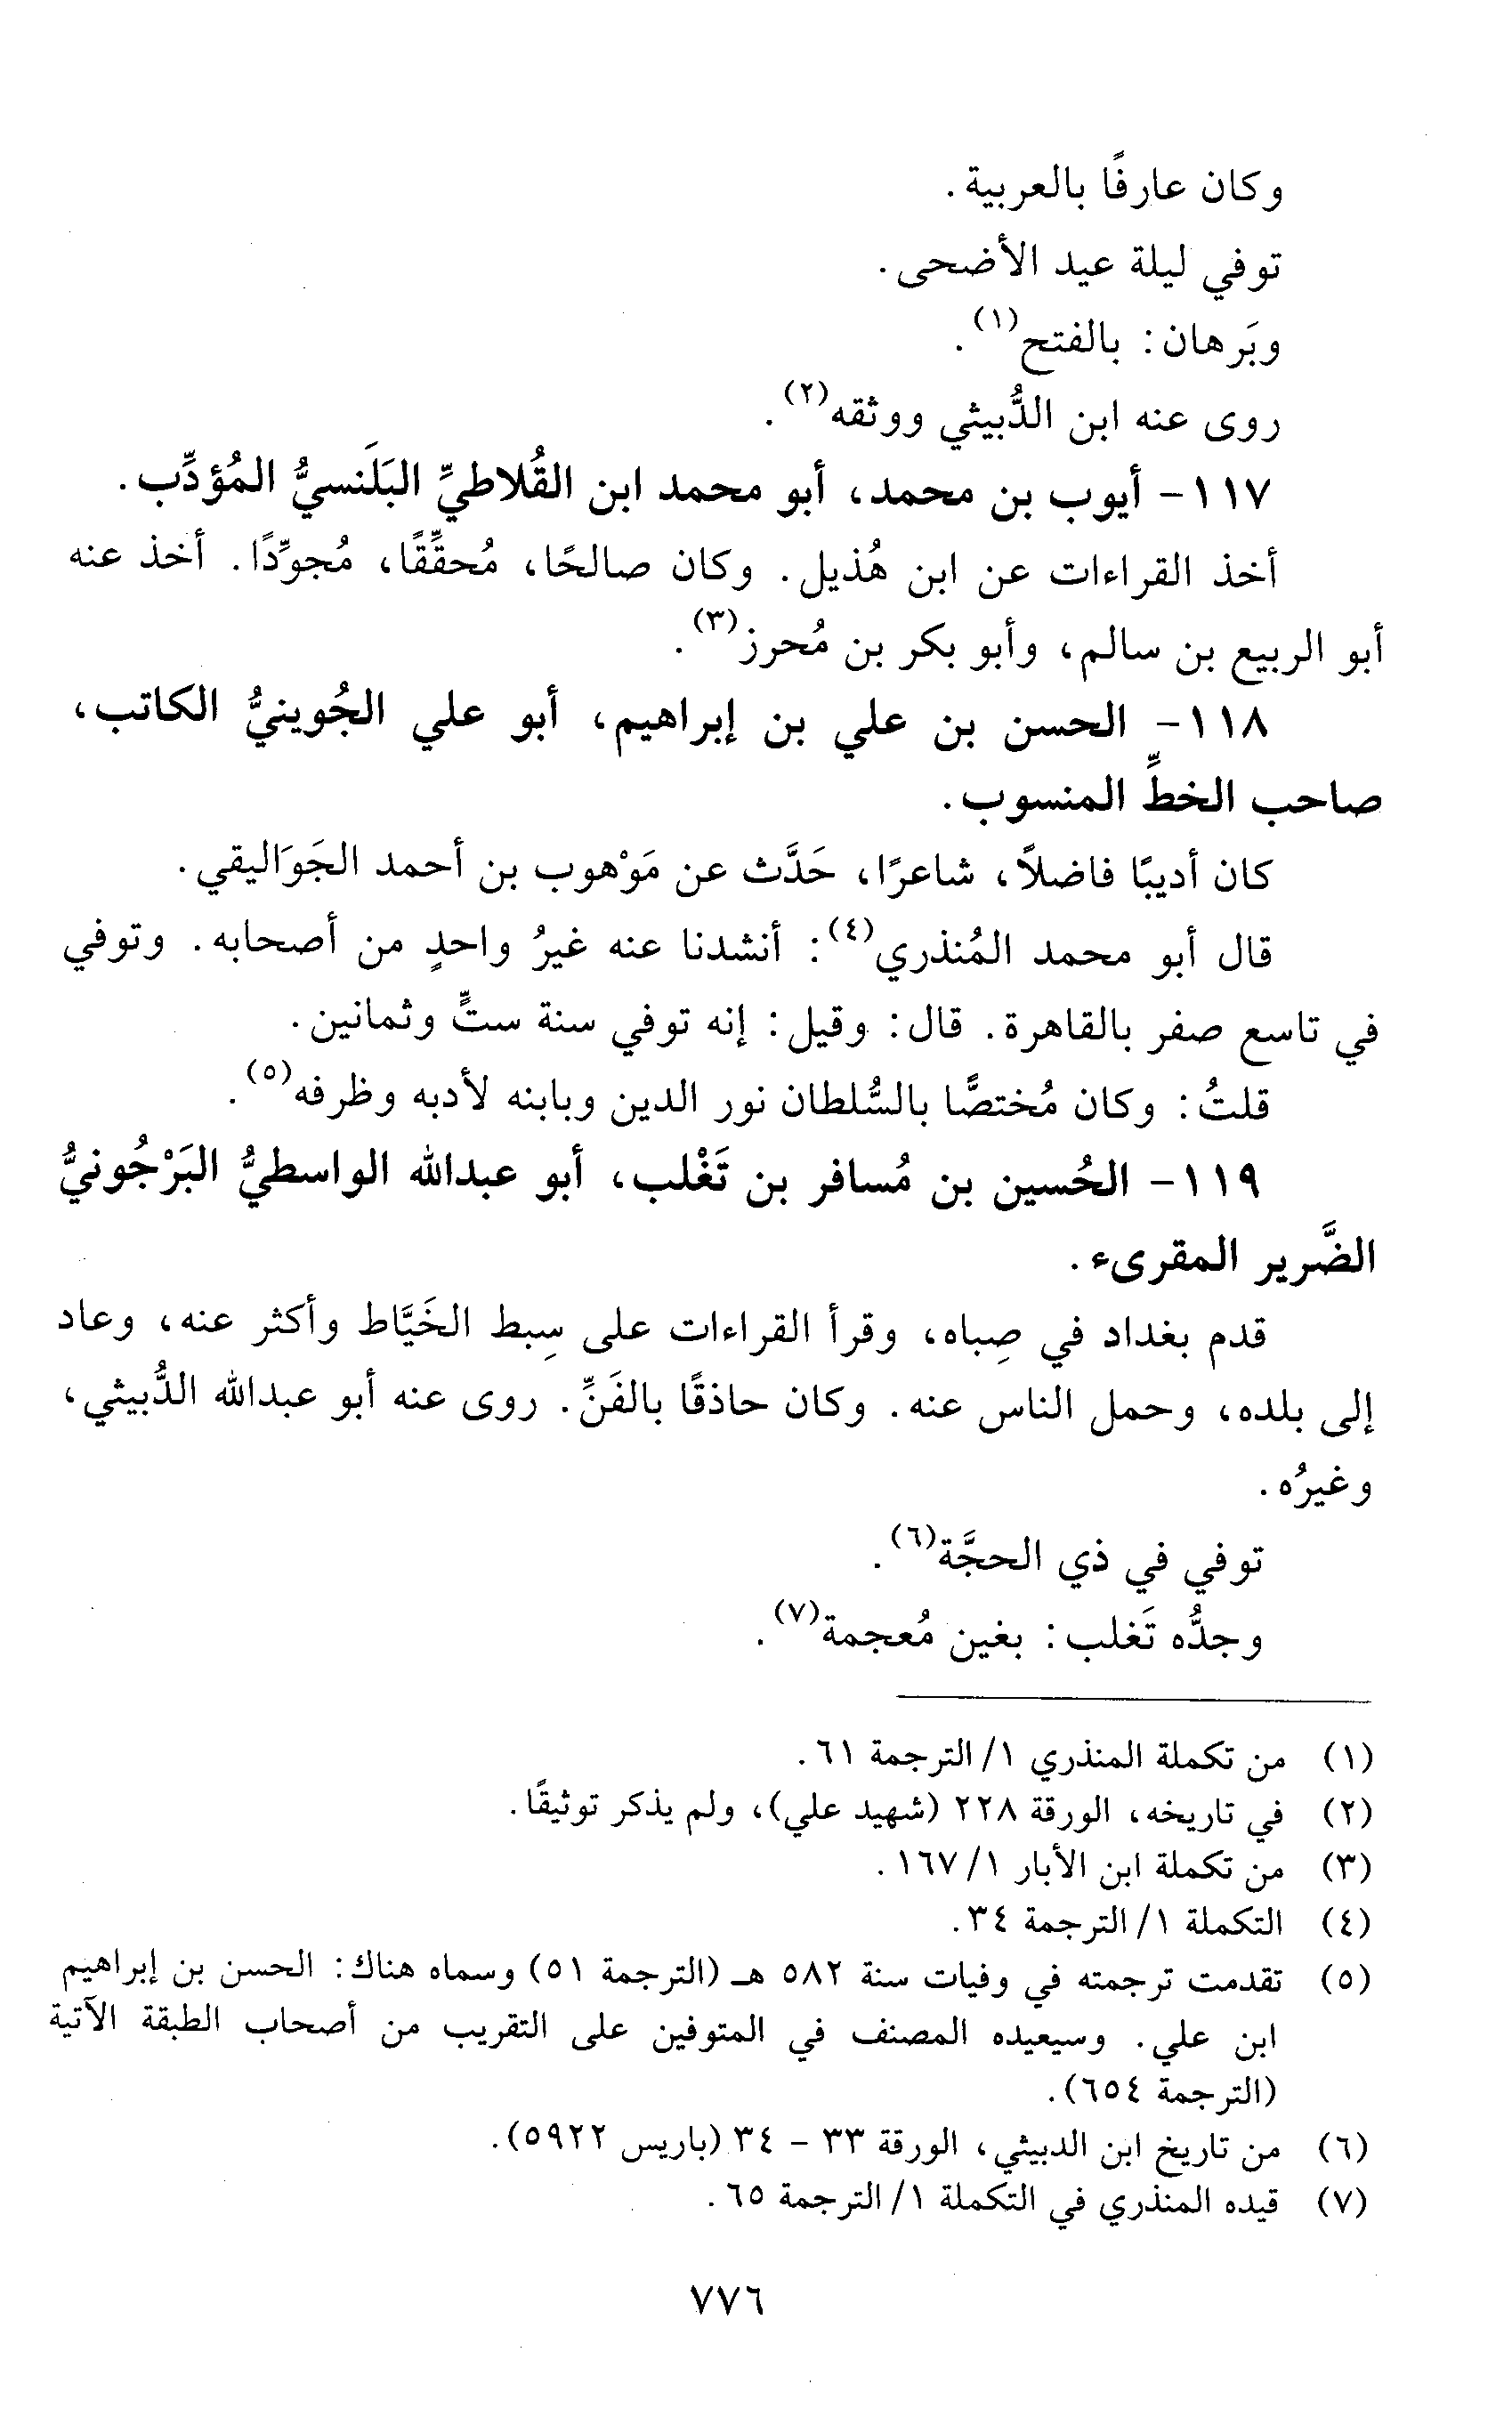 وكان عارفًا بالعربية.
توفي ليلة عيد الأضحى.
وبَرهان: بالفتح(١).
روى عنه ابن الدُّبيثي ووثقه(٢).
١١٧- أيوب بن محمد، أبو محمد ابن القُلاطيِّ البَلَنسيُّ المُؤدِّب.
أخذ القراءات عن ابن هُذيل. وكان صالحًا، مُحقِّقًا، مُجوِّدًا. أخذ عنه
أبو الربيع بن سالم، وأبو بكر بن مُحرز(٣).
١١٨- الحسن بن علي بن إبراهيم، أبو علي الجُوينيُّ الكاتب،
صاحب الخطِّ المنسوب.
كان أديبًا فاضلاً، شاعرًا، حَدَّث عن مَوْهوب بن أحمد الجَوَاليقي.
قال أبو محمد المُنذري(٤): أنشدنا عنه غيرُ واحدٍ من أصحابه. وتوفي
في تاسع صفر بالقاهرة. قال: وقيل: إنه توفي سنة ستٍّ وثمانين.
قلتُ: وكان مُختصًّا بالسُّلطان نور الدين وبابنه لأدبه وظرفه(٥).
١١٩- الحُسين بن مُسافر بن تَغْلب، أبو عبدالله الواسطيُّ البَرْجُونيُّ
الضَّرير المقرىء.
قدم بغداد في صِباه، وقرأ القراءات على سِبط الخَيَّاط وأكثر عنه، وعاد
إلى بلده، وحمل الناس عنه. وكان حاذقًا بالفَنِّ. روى عنه أبو عبدالله الدُّبيثي،
وغيرُه.
توفي في ذي الحجَّة(٦).
وجدُّه تَغلب: بغين مُعجمة(٧).
(١) من تكملة المنذري ١/ الترجمة ٦١.
(٢) في تاريخه، الورقة ٢٢٨ (شهيد علي)، ولم يذكر توثيقًا.
(٣) من تكملة ابن الأبار ١/ ١٦٧.
(٤) التكملة ١/ الترجمة ٣٤.
(٥) تقدمت ترجمته في وفيات سنة ٥٨٢ هـ (الترجمة ٥١) وسماه هناك: الحسن بن إبراهيم
ابن علي. وسيعيده المصنف في المتوفين على التقريب من أصحاب الطبقة الآتية
(الترجمة ٦٥٤).
(٦) من تاريخ ابن الدبيثي، الورقة ٣٣ - ٣٤ (باريس ٥٩٢٢).
(٧) قيده المنذري في التكملة ١/ الترجمة ٦٥.
٧٧٦